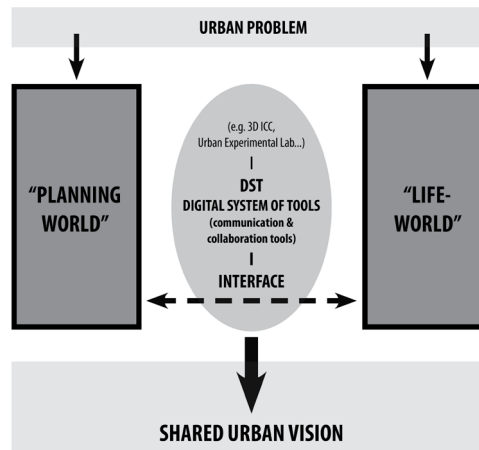 URBAN PROBLEM
“PLANNING
WORLD”
(e.g. 3D ICC,
Urban Experimental Lab...)
DST
DIGITAL SYSTEM OF TOOLS
(communication &
collaboration tools)
INTERFACE
“LIFE-
WORLD”
SHARED URBAN VISION